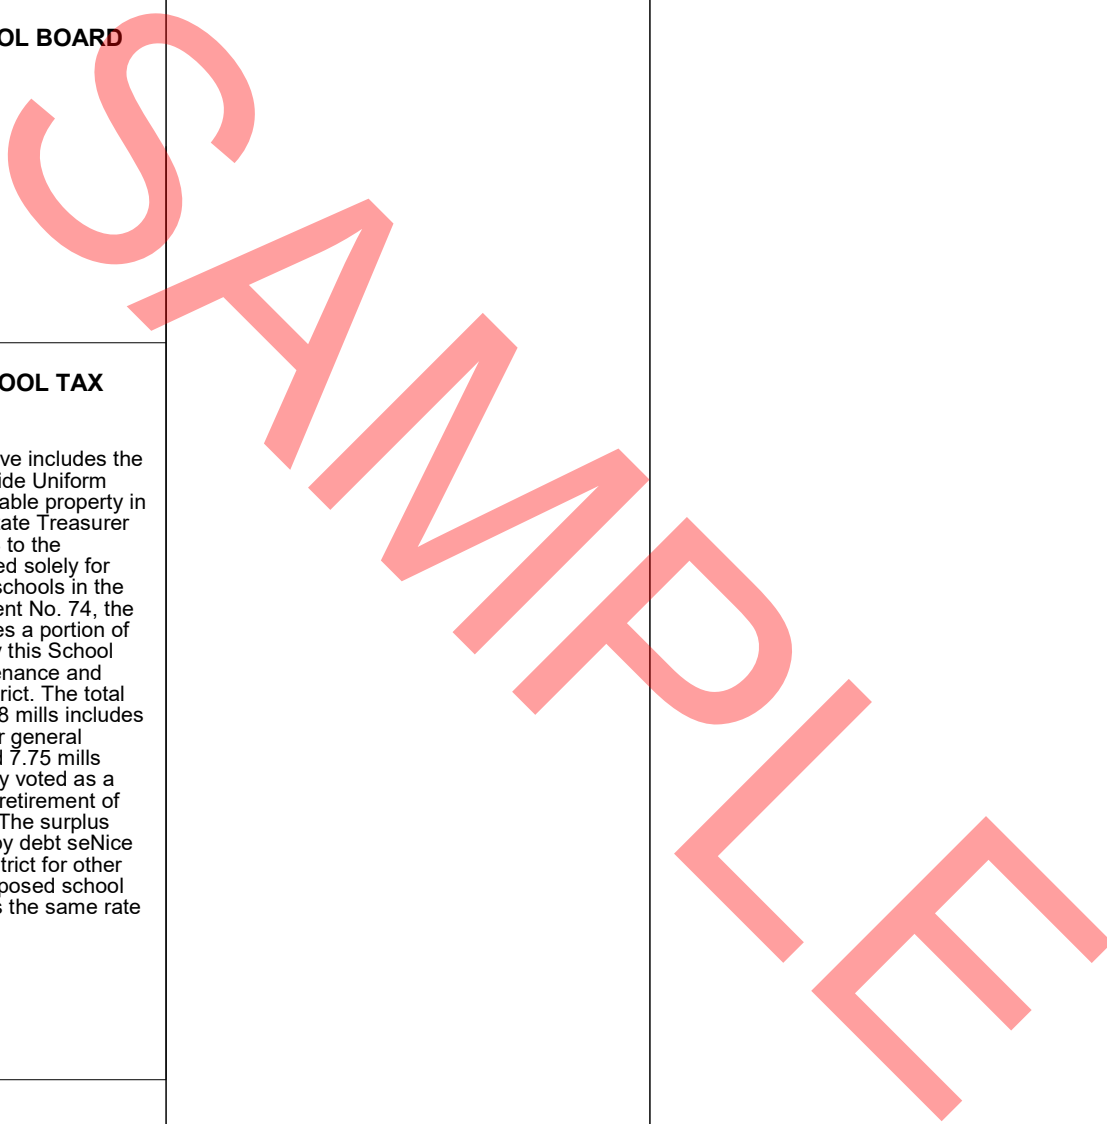 OL BOARD
OOL TAX
ve includes the
ide Uniform
able property in
ate Treasurer
to the
ed solely for
schools in the
ent No. 74, the
es a portion of
this School
enance and
rict. The total
8 mills includes
r general
7.75 mills
y voted as a
retirement of
The surplus
by debt seNice
trict for other
posed school
s the same rate
SAMPLE